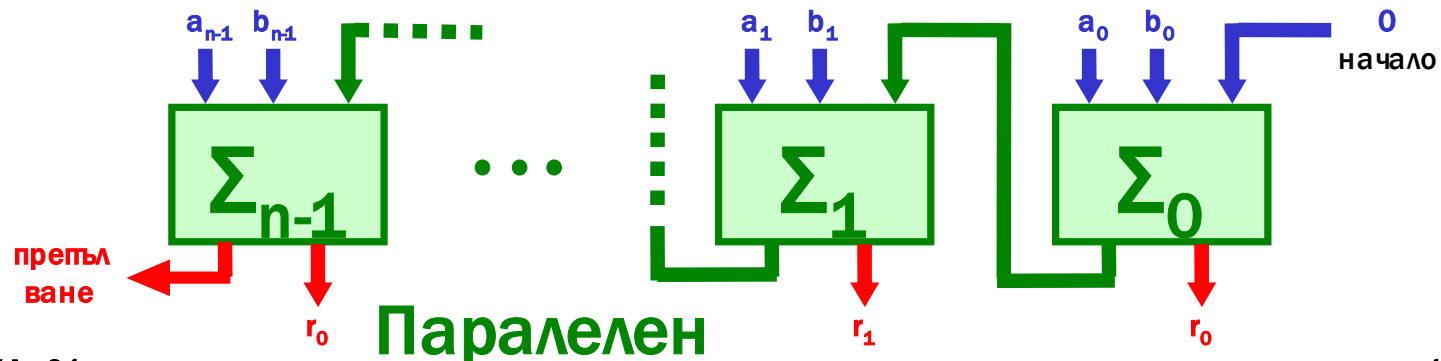 aₙ₋₁ bₙ₋₁ a₁ b₁ a₀ b₀ 0
начало
Σₙ₋₁ ... Σ₁ Σ₀
препъл
ване
r₀ r₁ r₀
Паралелен